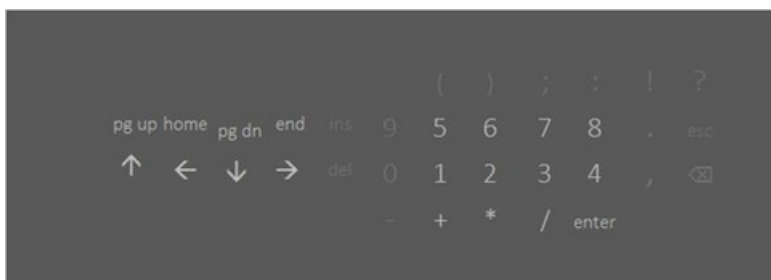 ( ) ; : ! ?
pg up home pg dn end ins 9 5 6 7 8 . esc
↑ ← ↓ → del 0 1 2 3 4 , ⌫
- + * / enter